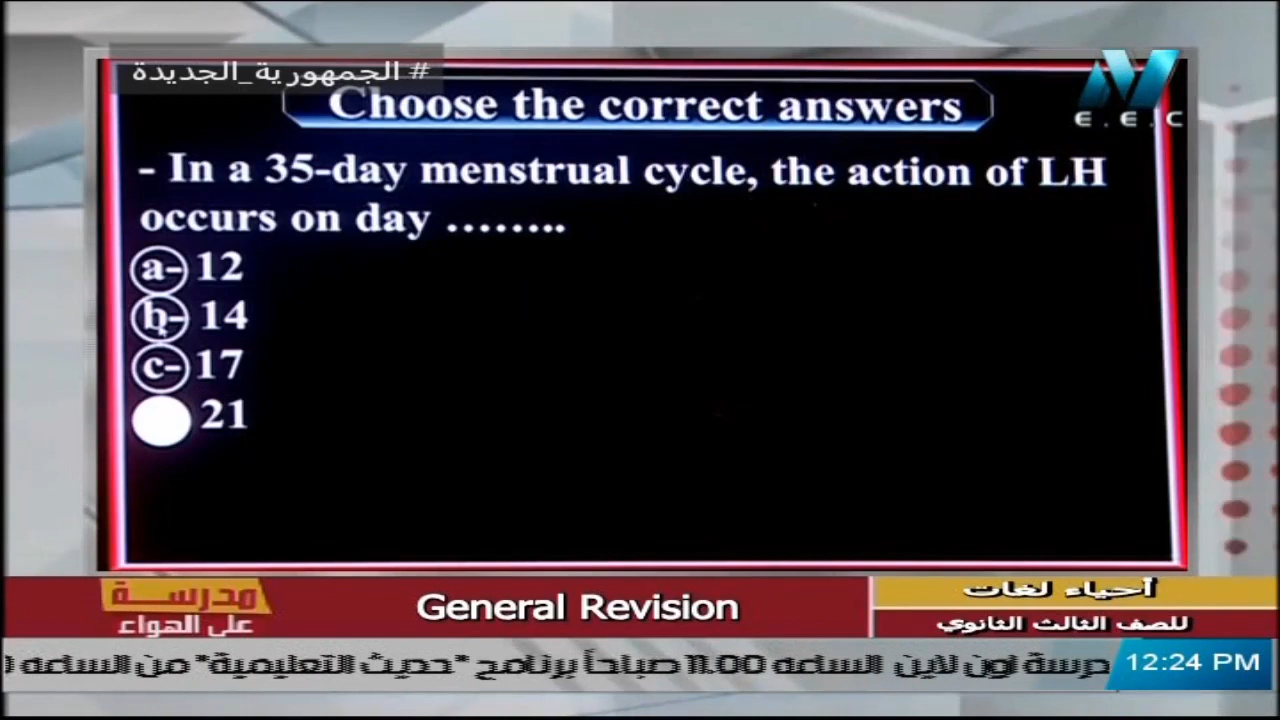 # الجمهورية_الجديدة
E.E.C
Choose the correct answers
- In a 35-day menstrual cycle, the action of LH
occurs on day ……..
a- 12
b- 14
c- 17
21
أحياء لغات
مدرسة
على الهواء
General Revision
للصف الثالث الثانوي
درسة اون لاين الساعه 11.00 صباحاً برنامج "حديث التعليمية" من الساعه
12:24 PM